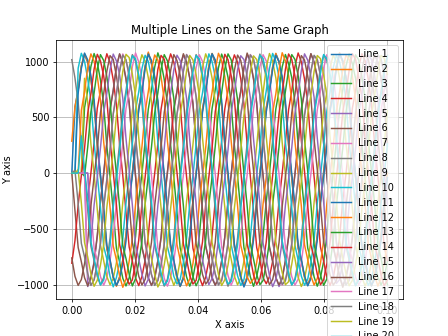 Multiple Lines on the Same Graph
Y axis
1000
500
0
−500
−1000
0.00
0.02
0.04
0.06
X axis
Line 1
Line 2
Line 3
Line 4
Line 5
Line 6
Line 7
Line 8
Line 9
Line 10
Line 11
Line 12
Line 13
Line 14
Line 15
Line 16
Line 17
Line 18
Line 19
Line 20